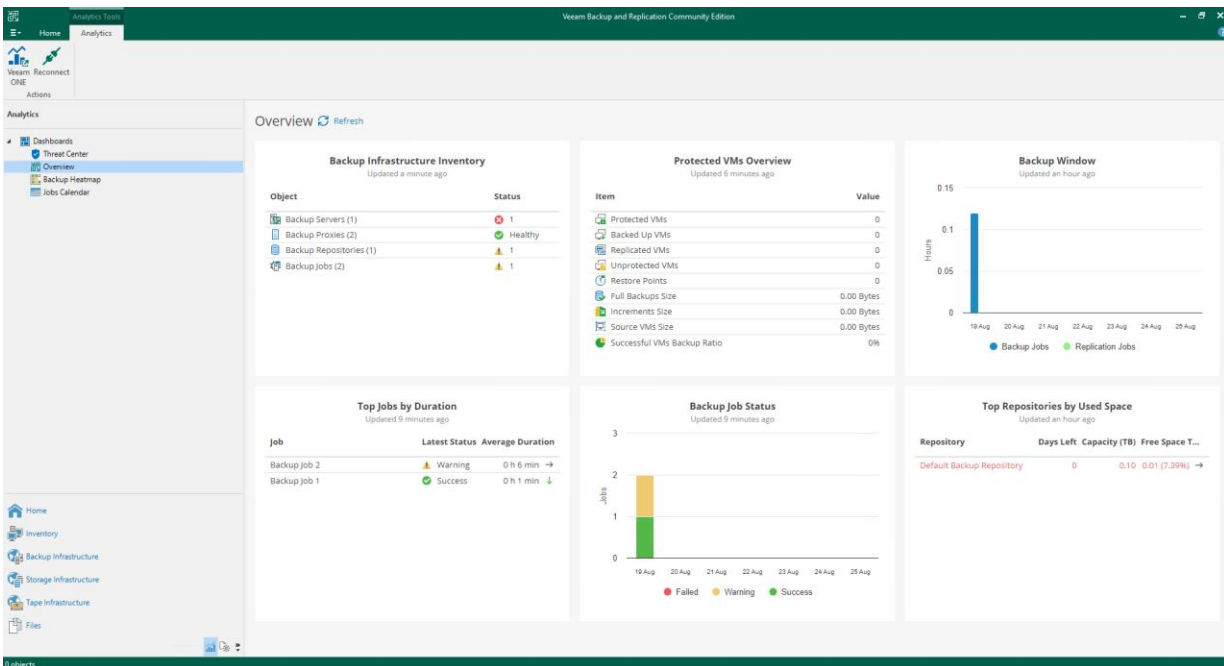 Analytics Tools
Veeam Backup and Replication Community Edition
Home
Analytics
Veeam ONE
Reconnect
Actions
Analytics
Dashboards
Threat Center
Overview
Backup Heatmap
Jobs Calendar
Home
Inventory
Backup Infrastructure
Storage Infrastructure
Tape Infrastructure
Files
0 objects
Overview Refresh
Backup Infrastructure Inventory
Updated a minute ago
Object Status
Backup Servers (1) 1
Backup Proxies (2) Healthy
Backup Repositories (1) 1
Backup Jobs (2) 1
Protected VMs Overview
Updated 6 minutes ago
Item Value
Protected VMs 0
Backed Up VMs 0
Replicated VMs 0
Unprotected VMs 0
Restore Points 0
Full Backups Size 0.00 Bytes
Increments Size 0.00 Bytes
Source VMs Size 0.00 Bytes
Successful VMs Backup Ratio 0%
Backup Window
Updated an hour ago
0.15
0.1
0.05
0
Hours
19 Aug 20 Aug 21 Aug 22 Aug 23 Aug 24 Aug 25 Aug
Backup Jobs Replication Jobs
Top Jobs by Duration
Updated 9 minutes ago
Job Latest Status Average Duration
Backup Job 2 Warning 0 h 6 min →
Backup Job 1 Success 0 h 1 min ↓
Backup Job Status
Updated 9 minutes ago
3
2
1
0
Jobs
19 Aug 20 Aug 21 Aug 22 Aug 23 Aug 24 Aug 25 Aug
Failed Warning Success
Top Repositories by Used Space
Updated an hour ago
Repository Days Left Capacity (TB) Free Space T...
Default Backup Repository 0 0.10 0.01 (7.39%) →